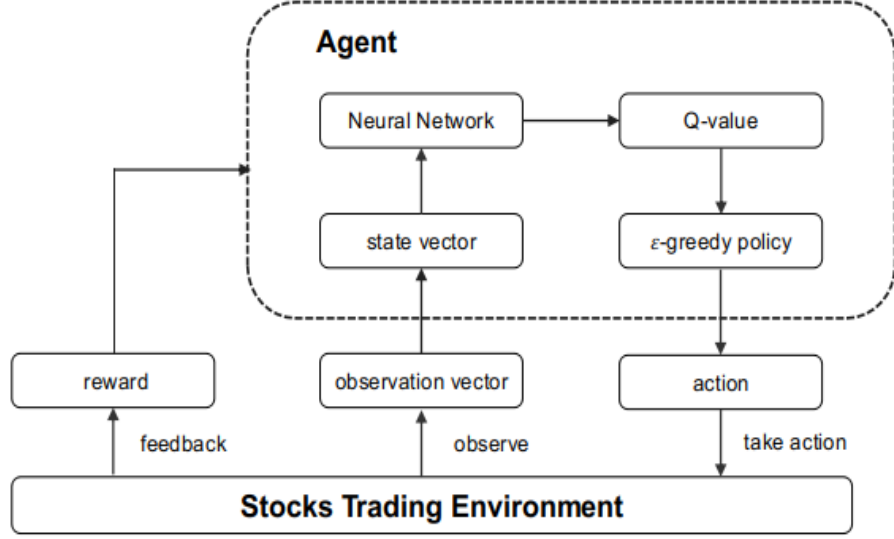 Agent
Neural Network
Q-value
state vector
ε-greedy policy
reward
observation vector
action
feedback
observe
take action
Stocks Trading Environment